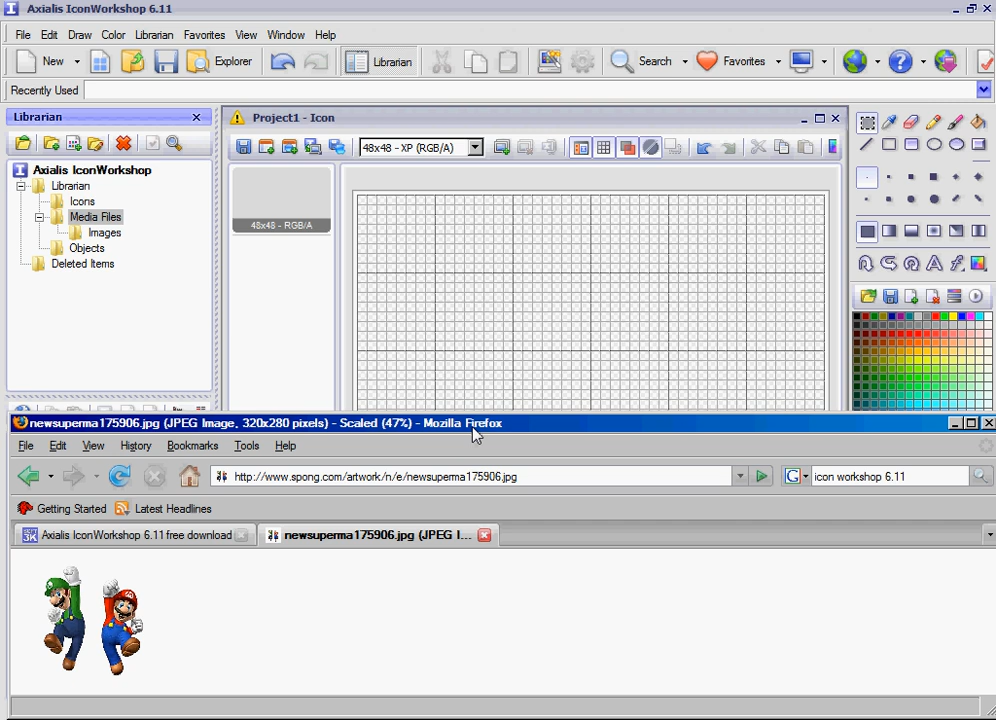 Axialis IconWorkshop 6.11
File Edit Draw Color Librarian Favorites View Window Help
New Explorer Librarian Search Favorites
Recently Used
Librarian
Project1 - Icon
48x48 - XP (RGB/A)
Axialis IconWorkshop
Librarian
Icons
Media Files
Images
Objects
Deleted Items
48x48 - RGB/A
newsuperma175906.jpg (JPEG Image, 320x280 pixels) - Scaled (47%) - Mozilla Firefox
File Edit View History Bookmarks Tools Help
http://www.spong.com/artwork/n/e/newsuperma175906.jpg
icon workshop 6.11
Getting Started Latest Headlines
Axialis IconWorkshop 6.11 free download
newsuperma175906.jpg (JPEG I...